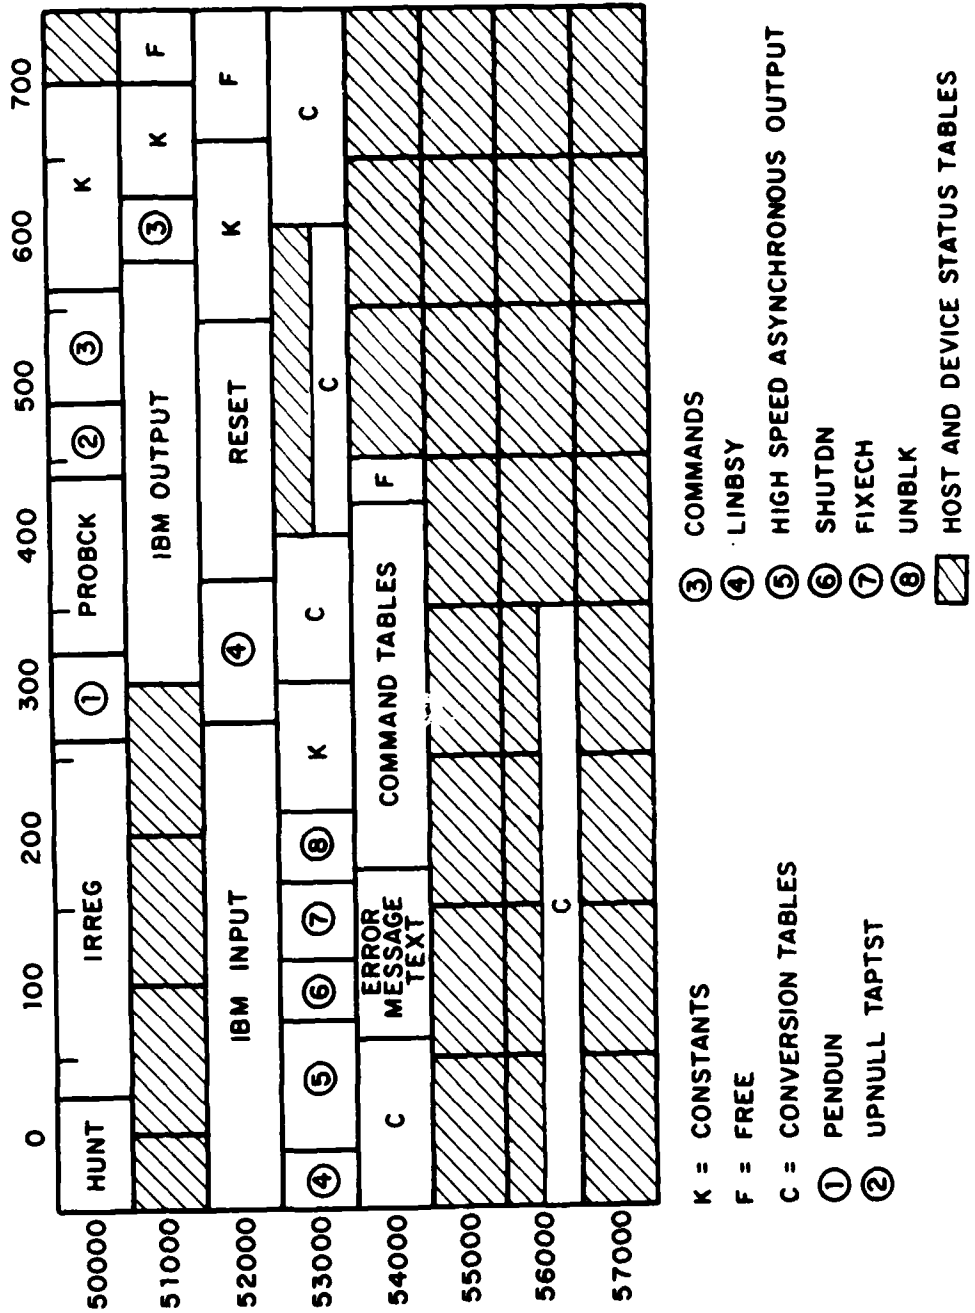 0 100 200 300 400 500 600 700
50000 HUNT IRREG ① PROBCK ② ③ K
51000 IBM OUTPUT ③ K F
52000 IBM INPUT ④ RESET K F
53000 ④ ⑤ ⑥ ⑦ ⑧ K C C C
54000 C ERROR MESSAGE TEXT COMMAND TABLES F
55000
56000 C
57000
K = CONSTANTS
F = FREE
C = CONVERSION TABLES
① PENDUN
② UPNULL TAPTST
③ COMMANDS
④ LINBSY
⑤ HIGH SPEED ASYNCHRONOUS OUTPUT
⑥ SHUTDN
⑦ FIXECH
⑧ UNBLK
HOST AND DEVICE STATUS TABLES